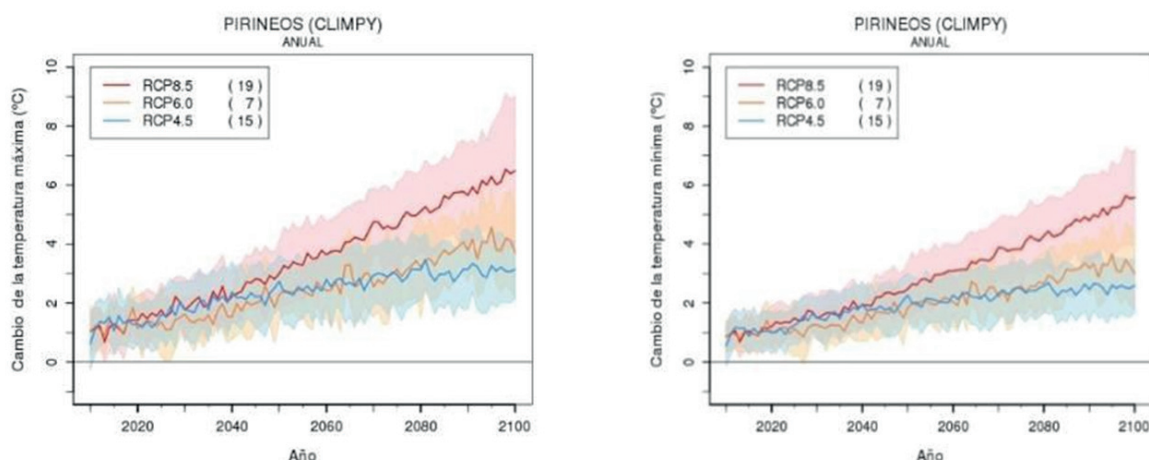 PIRINEOS (CLIMPY)
ANUAL
Cambio de la temperatura máxima (ºC)
10
8
6
4
2
0
RCP8.5 ( 19 )
RCP6.0 ( 7 )
RCP4.5 ( 15 )
2020 2040 2060 2080 2100
Año
PIRINEOS (CLIMPY)
ANUAL
Cambio de la temperatura mínima (ºC)
10
8
6
4
2
0
RCP8.5 ( 19 )
RCP6.0 ( 7 )
RCP4.5 ( 15 )
2020 2040 2060 2080 2100
Año